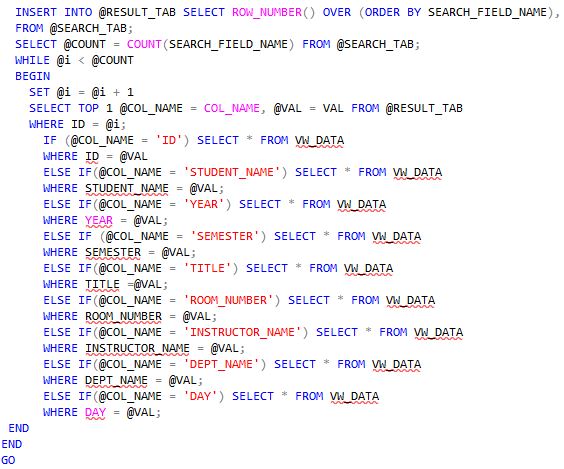 INSERT INTO @RESULT_TAB SELECT ROW_NUMBER() OVER (ORDER BY SEARCH_FIELD_NAME),
FROM @SEARCH_TAB;
SELECT @COUNT = COUNT(SEARCH_FIELD_NAME) FROM @SEARCH_TAB;
WHILE @i < @COUNT
BEGIN
SET @i = @i + 1
SELECT TOP 1 @COL_NAME = COL_NAME, @VAL = VAL FROM @RESULT_TAB
WHERE ID = @i;
IF (@COL_NAME = 'ID') SELECT * FROM VW_DATA
WHERE ID = @VAL
ELSE IF(@COL_NAME = 'STUDENT_NAME') SELECT * FROM VW_DATA
WHERE STUDENT_NAME = @VAL;
ELSE IF(@COL_NAME = 'YEAR') SELECT * FROM VW_DATA
WHERE YEAR = @VAL;
ELSE IF (@COL_NAME = 'SEMESTER') SELECT * FROM VW_DATA
WHERE SEMESTER = @VAL;
ELSE IF(@COL_NAME = 'TITLE') SELECT * FROM VW_DATA
WHERE TITLE =@VAL;
ELSE IF(@COL_NAME = 'ROOM_NUMBER') SELECT * FROM VW_DATA
WHERE ROOM_NUMBER = @VAL;
ELSE IF(@COL_NAME = 'INSTRUCTOR_NAME') SELECT * FROM VW_DATA
WHERE INSTRUCTOR_NAME = @VAL;
ELSE IF(@COL_NAME = 'DEPT_NAME') SELECT * FROM VW_DATA
WHERE DEPT_NAME = @VAL;
ELSE IF(@COL_NAME = 'DAY') SELECT * FROM VW_DATA
WHERE DAY = @VAL;
END
END
GO